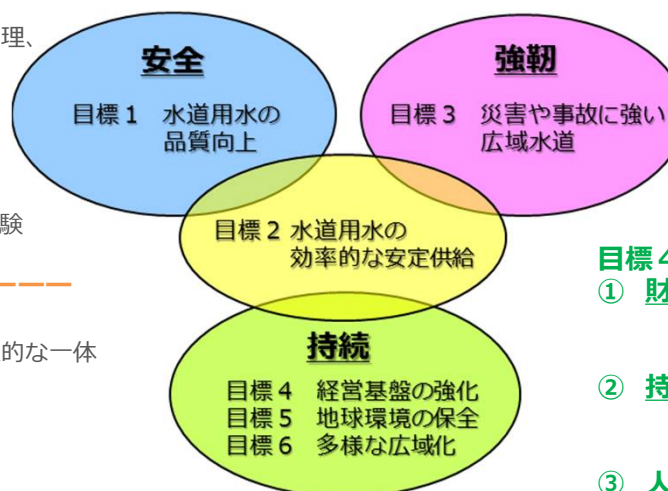 理、
安全
目標１ 水道用水の
品質向上
強靭
目標３ 災害や事故に強い
広域水道
験
目標２ 水道用水の
効率的な安定供給
的な一体
持続
目標４ 経営基盤の強化
目標５ 地球環境の保全
目標６ 多様な広域化
目標４
① 財
② 持
③ 人